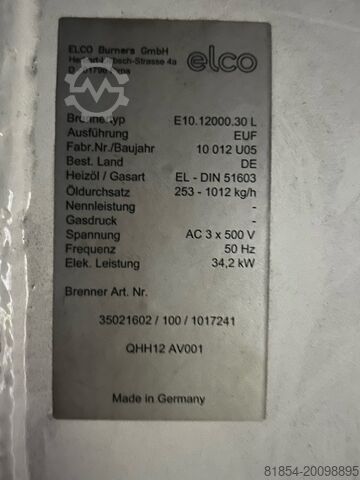 ELCO Burners GmbH
elco
-Strasse 4a
Brennertyp E10.12000.30 L
Ausführung EUF
Fabr.Nr./Baujahr 10 012 U05
Best. Land DE
Heizöl / Gasart EL - DIN 51603
Öldurchsatz 253 - 1012 kg/h
Nennleistung -
Gasdruck -
Spannung AC 3 x 500 V
Frequenz 50 Hz
Elek. Leistung 34,2 kW
Brenner Art. Nr.
35021602 / 100 / 1017241
QHH12 AV001
Made in Germany
81854-20098895